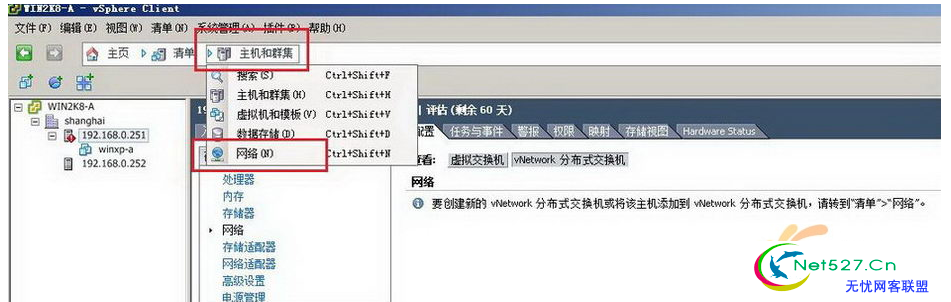 WIN2K8-A - vSphere Client
文件(F) 编辑(E) 视图(V) 清单(N) 系统管理(A) 插件(P) 帮助(H)
主页 清单 主机和群集
搜索(S) Ctrl+Shift+F
主机和群集(H) Ctrl+Shift+H
虚拟机和模板(V) Ctrl+Shift+V
数据存储(D) Ctrl+Shift+D
网络(N) Ctrl+Shift+N
WIN2K8-A
shanghai
192.168.0.251
winxp-a
192.168.0.252
评估(剩余 60 天)
任务与事件 警报 权限 映射 存储视图 Hardware Status
虚拟交换机 vNetwork 分布式交换机
网络
要创建新的 vNetwork 分布式交换机或将该主机添加到 vNetwork 分布式交换机，请转到“清单”>“网络”。
处理器
内存
存储器
网络
存储适配器
网络适配器
高级设置
电源管理
Net527.Cn
无忧网客联盟